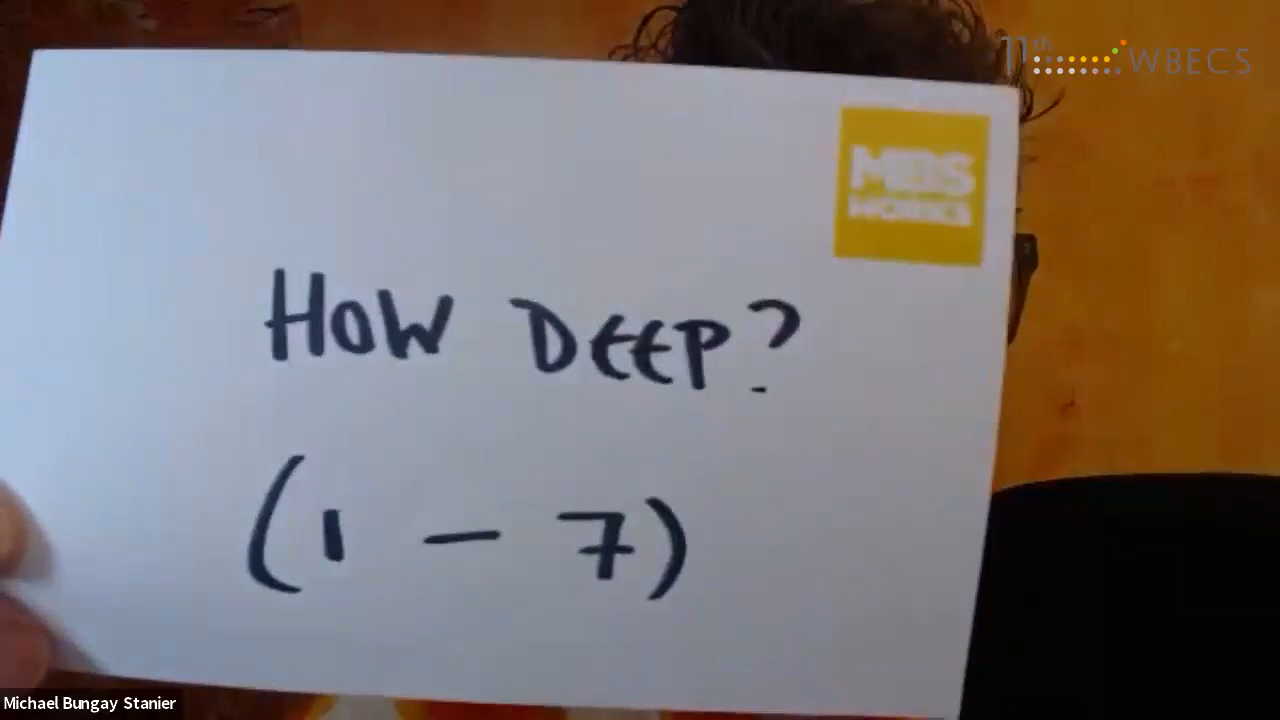 11th WBECS
MBS
WORKS
HOW DEEP?
(1 – 7)
Michael Bungay Stanier